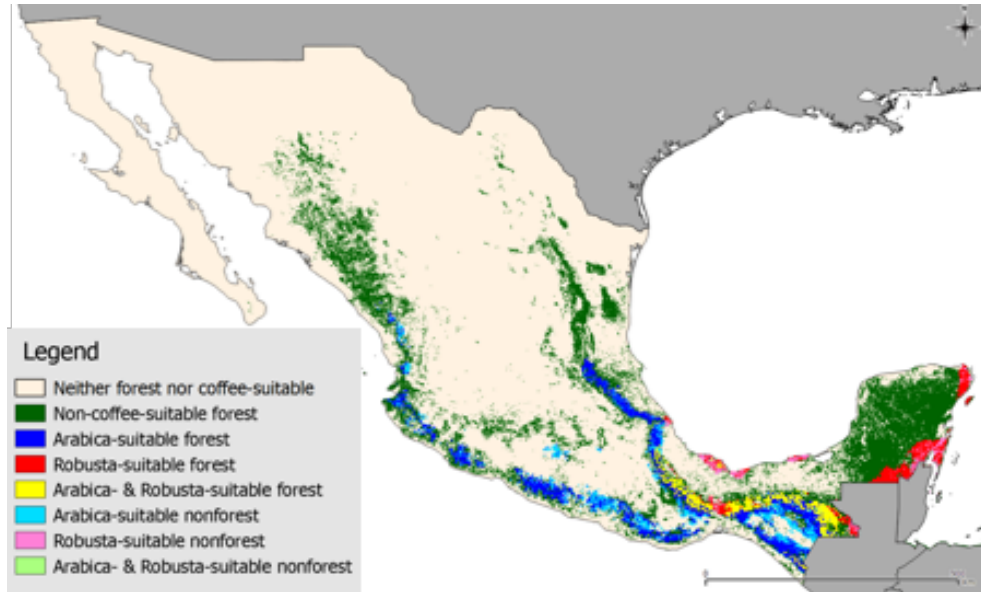 Legend
Neither forest nor coffee-suitable
Non-coffee-suitable forest
Arabica-suitable forest
Robusta-suitable forest
Arabica- & Robusta-suitable forest
Arabica-suitable nonforest
Robusta-suitable nonforest
Arabica- & Robusta-suitable nonforest
0